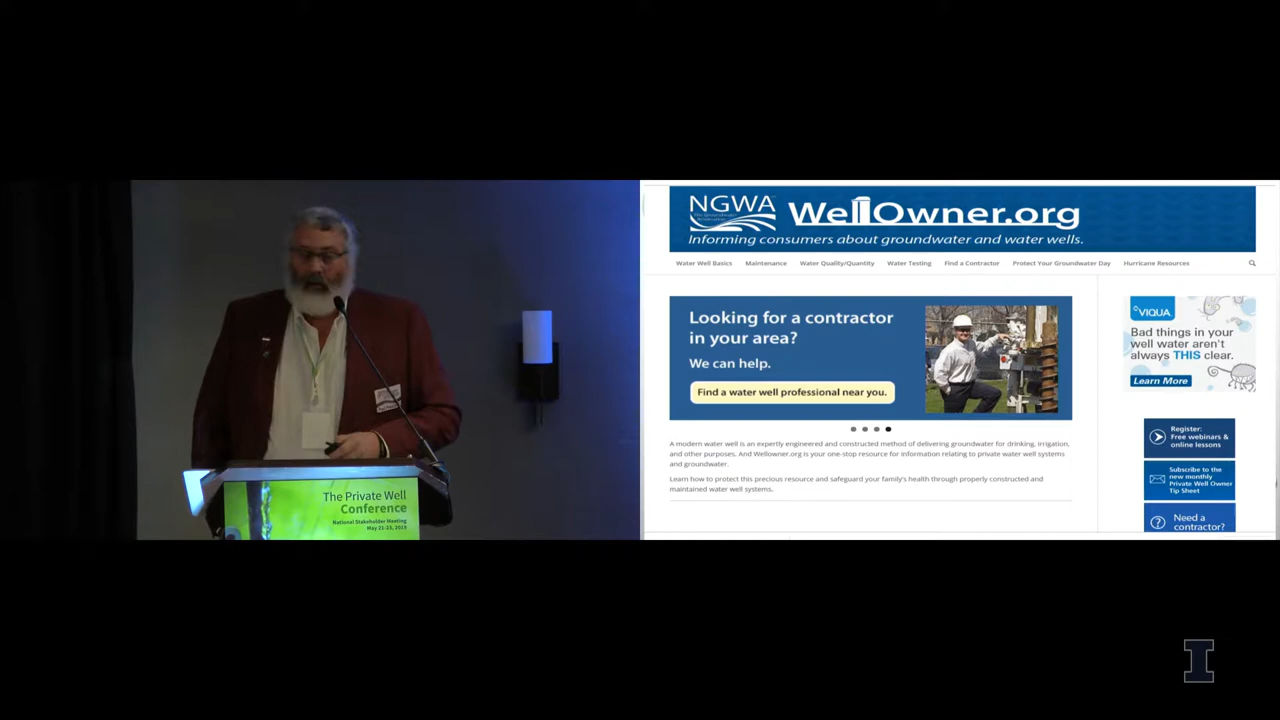 The Private Well
Conference
National Stakeholder Meeting
May 21-23, 2019
NGWA
WellOwner.org
Informing consumers about groundwater and water wells.
Water Well Basics Maintenance Water Quality/Quantity Water Testing Find a Contractor Protect Your Groundwater Day Hurricane Resources
Looking for a contractor
in your area?
We can help.
Find a water well professional near you.
A modern water well is an expertly engineered and constructed method of delivering groundwater for drinking, irrigation,
and other purposes. And Wellowner.org is your one-stop resource for information relating to private water well systems
and groundwater.
Learn how to protect this precious resource and safeguard your family's health through properly constructed and
maintained water well systems.
VIQUA
Bad things in your
well water aren't
always THIS clear.
Learn More
Register:
Free webinars &
online lessons
Subscribe to the
new monthly
Private Well Owner
Tip Sheet
Need a
contractor?
I